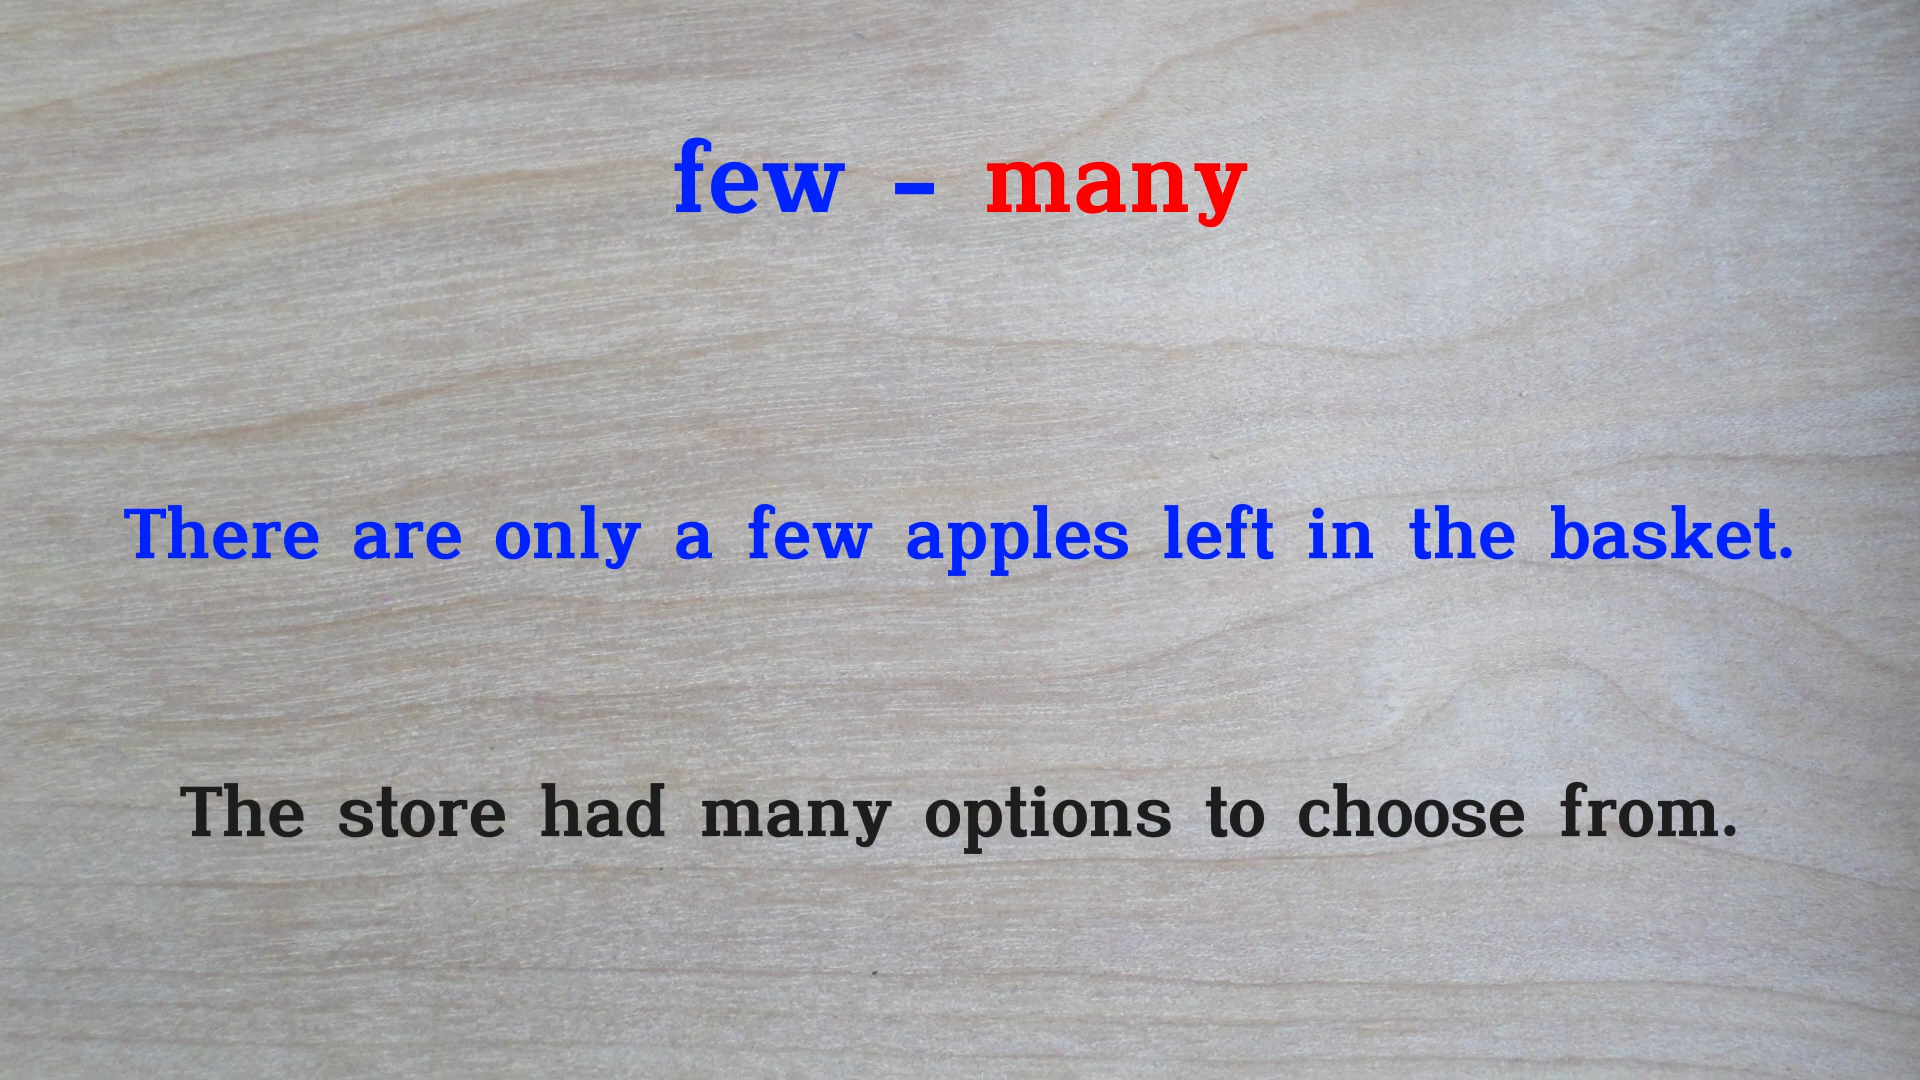 few - many
There are only a few apples left in the basket.
The store had many options to choose from.